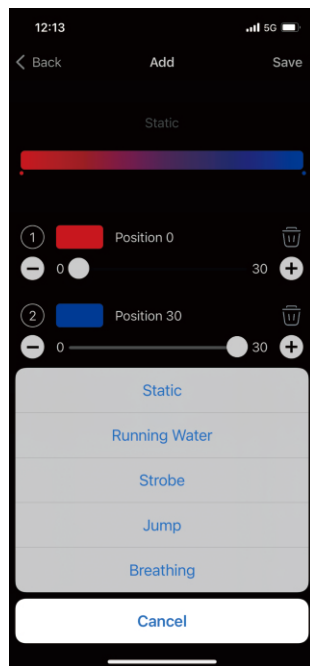 12:13 5G
Back Add Save
Static
1 Position 0
0 30
2 Position 30
0 30
Static
Running Water
Strobe
Jump
Breathing
Cancel